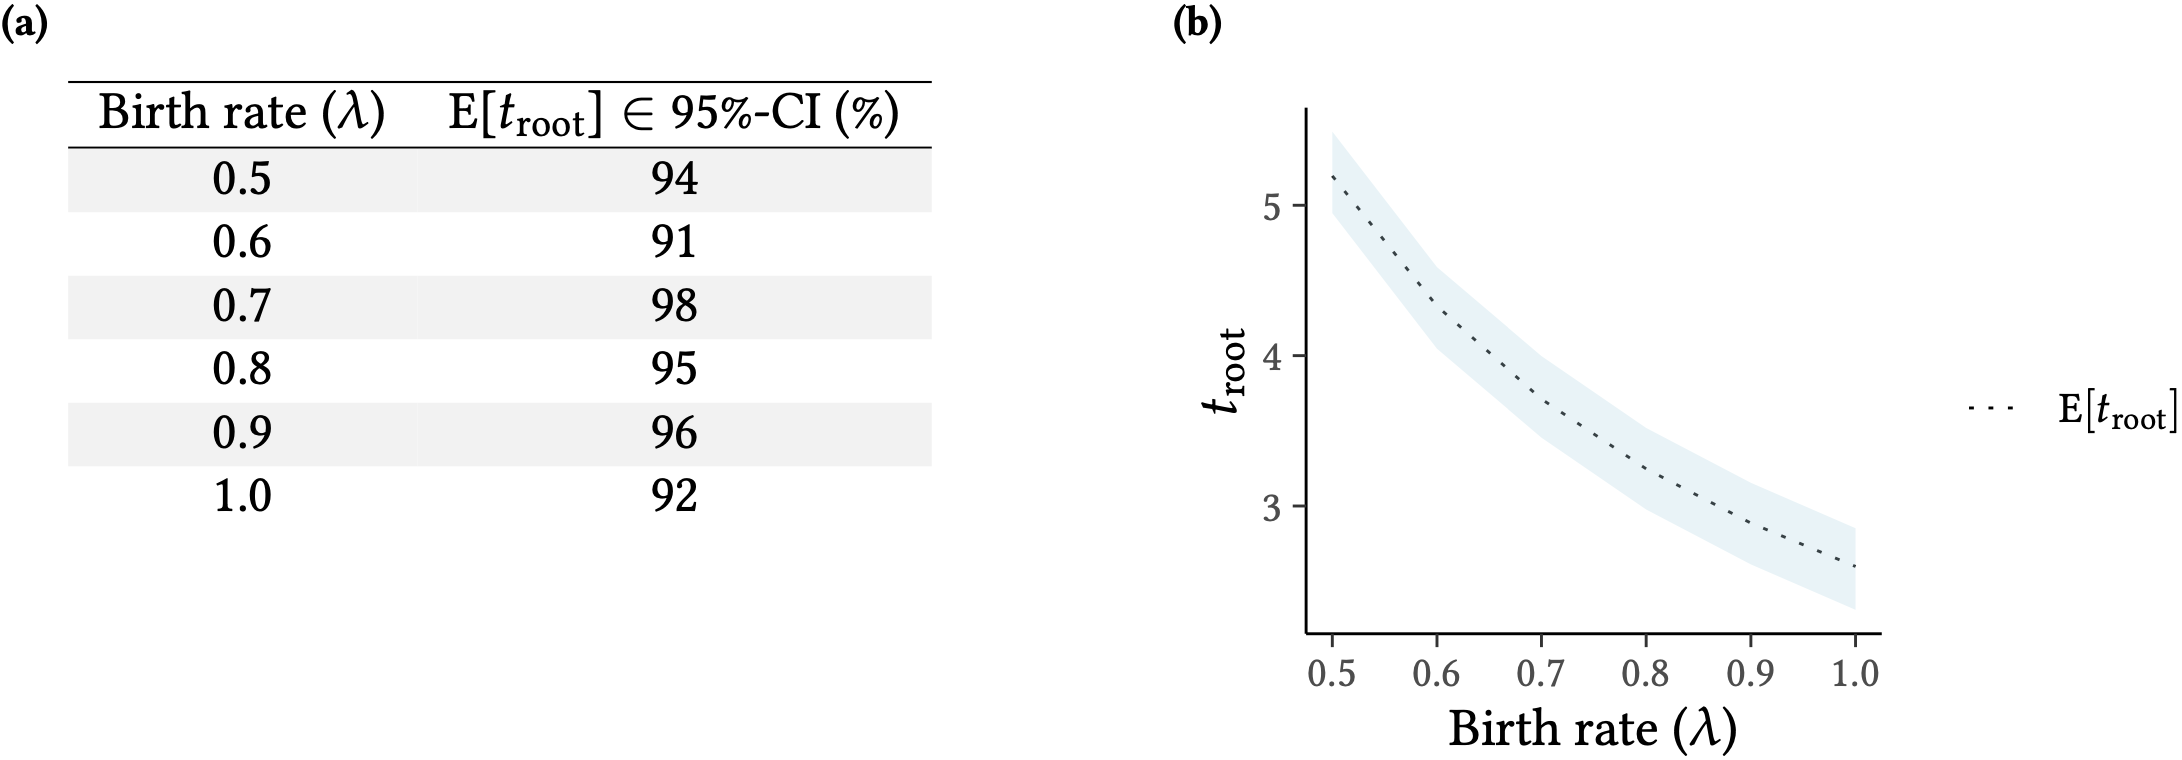 (a)
Birth rate (λ) E[t_root] ∈ 95%-CI (%)
0.5 94
0.6 91
0.7 98
0.8 95
0.9 96
1.0 92
(b)
t_root
5
4
3
0.5 0.6 0.7 0.8 0.9 1.0
Birth rate (λ)
E[t_root]